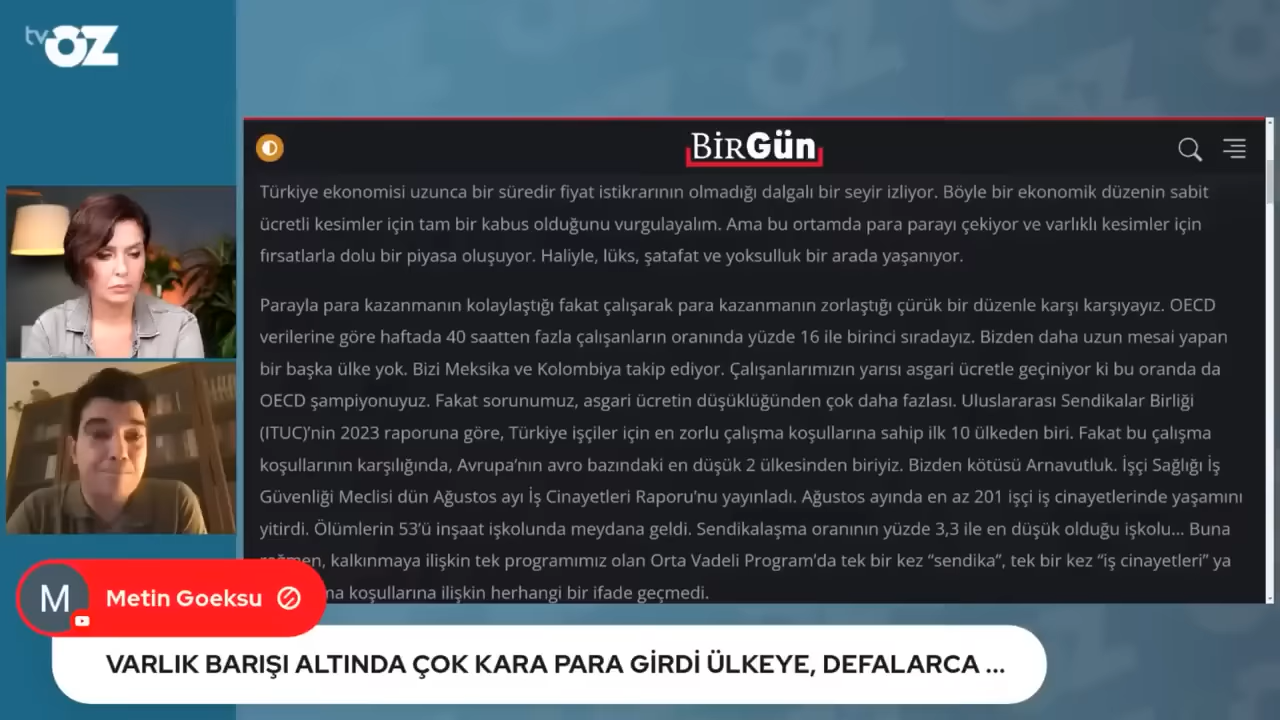 tv ÖZ
BirGün
Türkiye ekonomisi uzunca bir süredir fiyat istikrarının olmadığı dalgalı bir seyir izliyor. Böyle bir ekonomik düzenin sabit
ücretli kesimler için tam bir kabus olduğunu vurgulayalım. Ama bu ortamda para parayı çekiyor ve varlıklı kesimler için
fırsatlarla dolu bir piyasa oluşuyor. Haliyle, lüks, şatafat ve yoksulluk bir arada yaşanıyor.
Parayla para kazanmanın kolaylaştığı fakat çalışarak para kazanmanın zorlaştığı çürük bir düzenle karşı karşıyayız. OECD
verilerine göre haftada 40 saatten fazla çalışanların oranında yüzde 16 ile birinci sıradayız. Bizden daha uzun mesai yapan
bir başka ülke yok. Bizi Meksika ve Kolombiya takip ediyor. Çalışanlarımızın yarısı asgari ücretle geçiniyor ki bu oranda da
OECD şampiyonuyuz. Fakat sorunumuz, asgari ücretin düşüklüğünden çok daha fazlası. Uluslararası Sendikalar Birliği
(ITUC)’nin 2023 raporuna göre, Türkiye işçiler için en zorlu çalışma koşullarına sahip ilk 10 ülkeden biri. Fakat bu çalışma
koşullarının karşılığında, Avrupa’nın avro bazındaki en düşük 2 ülkesinden biriyiz. Bizden kötüsü Arnavutluk. İşçi Sağlığı İş
Güvenliği Meclisi dün Ağustos ayı İş Cinayetleri Raporu’nu yayınladı. Ağustos ayında en az 201 işçi iş cinayetlerinde yaşamını
yitirdi. Ölümlerin 53’ü inşaat işkolunda meydana geldi. Sendikalaşma oranının yüzde 3,3 ile en düşük olduğu işkolu... Buna
rağmen, kalkınmaya ilişkin tek programımız olan Orta Vadeli Program’da tek bir kez “sendika”, tek bir kez “iş cinayetleri” ya
ma koşullarına ilişkin herhangi bir ifade geçmedi.
M
Metin Goeksu
VARLIK BARIŞI ALTINDA ÇOK KARA PARA GİRDİ ÜLKEYE, DEFALARCA ...